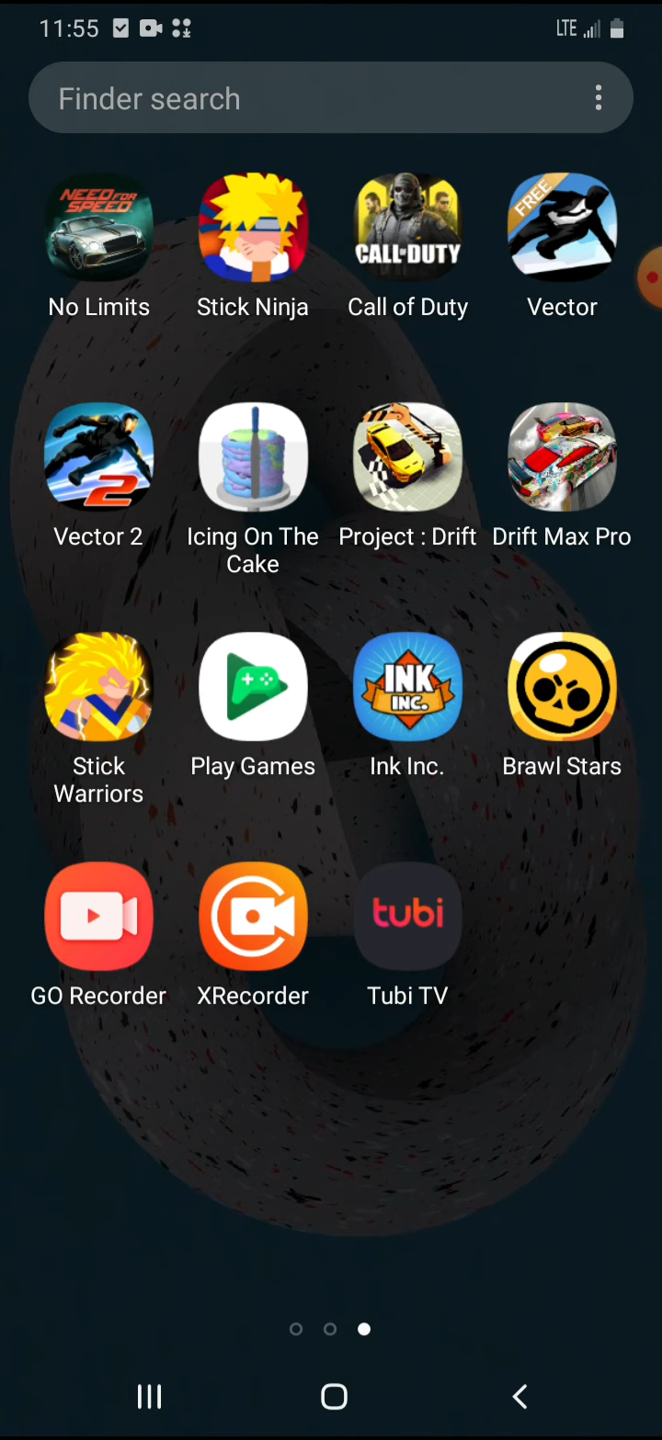 11:55
LTE
Finder search
NEED FOR
SPEED
CALL OF DUTY
FREE
No Limits
Stick Ninja
Call of Duty
Vector
2
Vector 2
Icing On The
Cake
Project : Drift
Drift Max Pro
INK
INC.
Stick
Warriors
Play Games
Ink Inc.
Brawl Stars
tubi
GO Recorder
XRecorder
Tubi TV